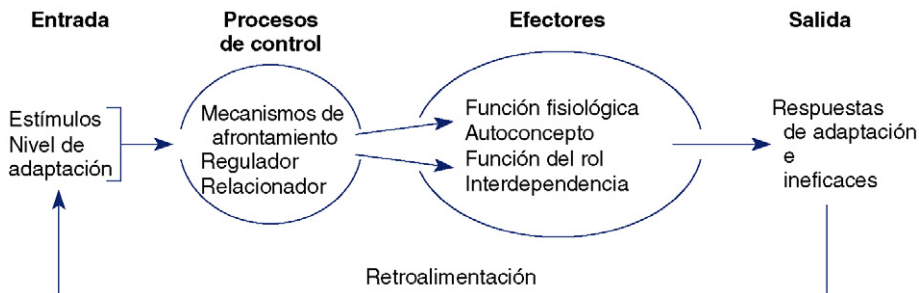 Entrada
Procesos
de control
Efectores
Salida
Estímulos
Nivel de
adaptación
Mecanismos de
afrontamiento
Regulador
Relacionador
Función fisiológica
Autoconcepto
Función del rol
Interdependencia
Respuestas
de adaptación
e
ineficaces
Retroalimentación